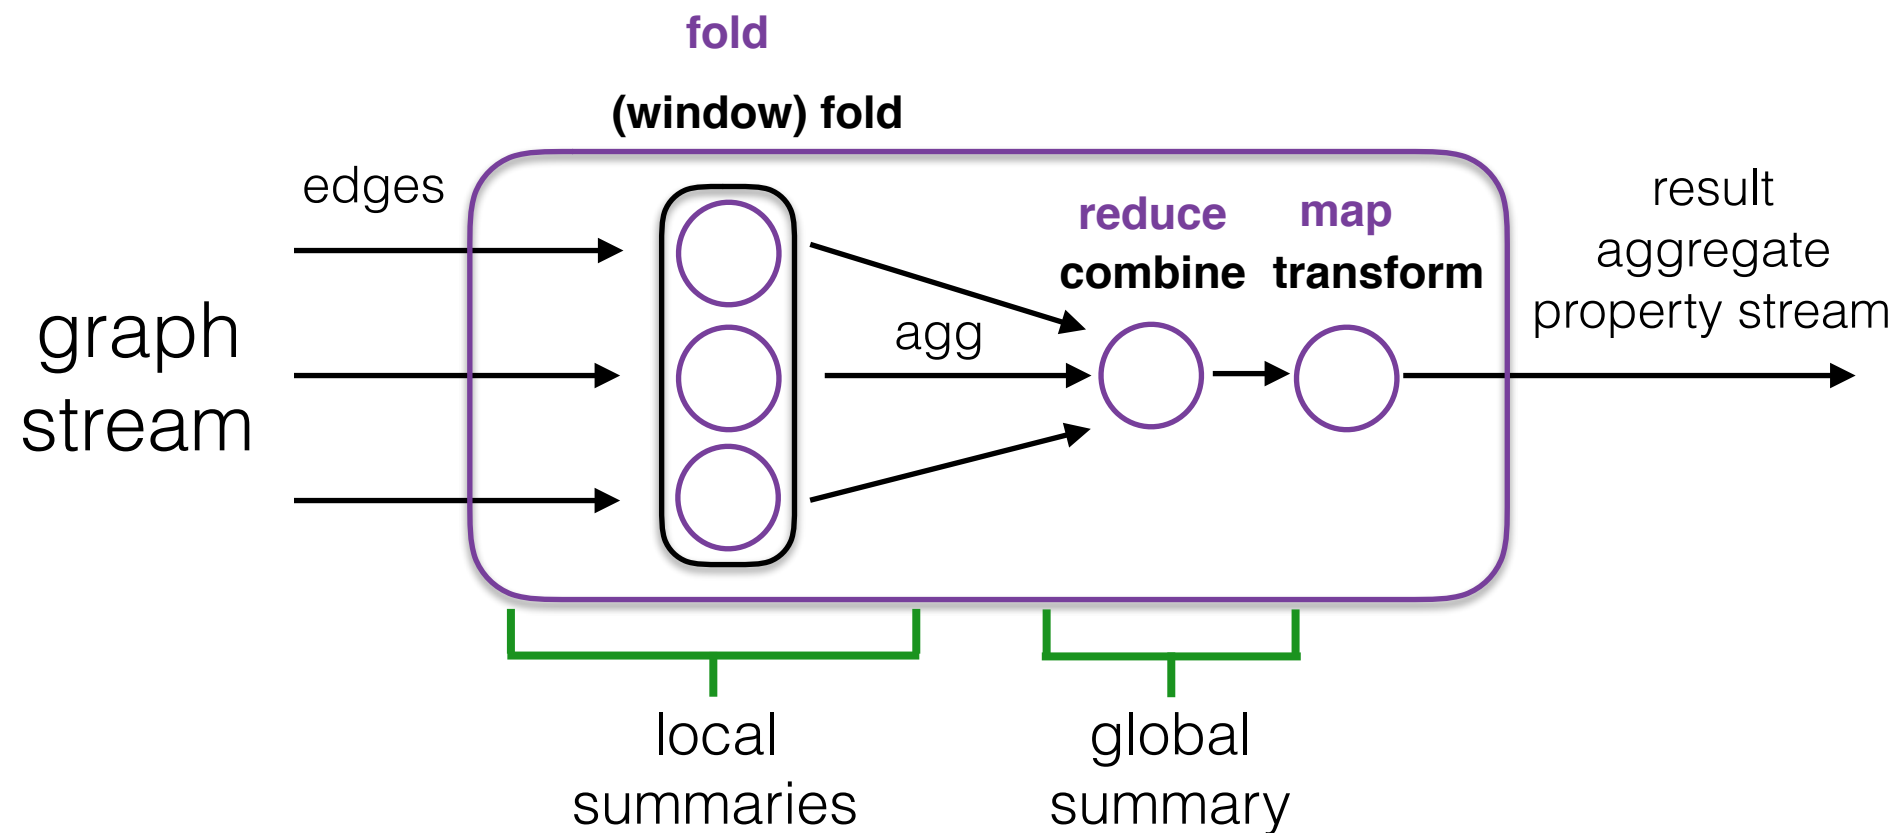 fold
(window) fold
edges
graph
stream
agg
reduce
combine
map
transform
result
aggregate
property stream
local
summaries
global
summary